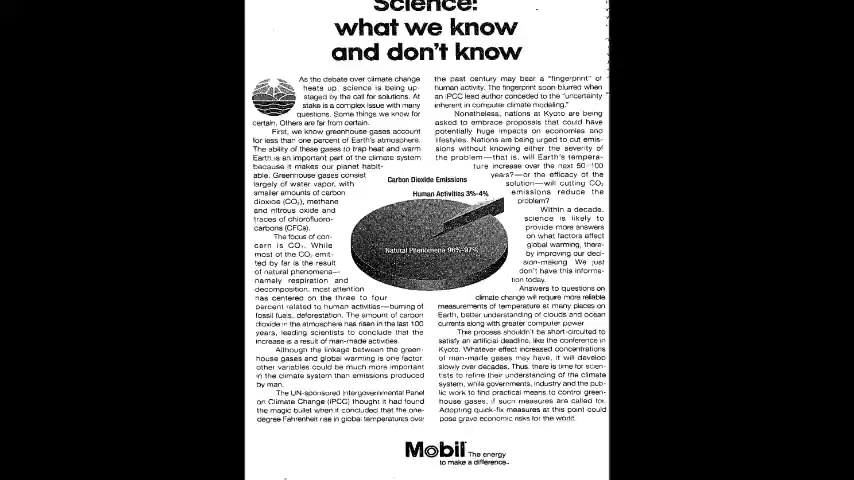 Science:
what we know
and don't know
As the debate over climate change
heats up, science is being up-
staged by the call for solutions. At
stake is a complex issue with many
questions. Some things we know for
certain. Others are far from certain.
First, we know greenhouse gases account
for less than one percent of Earth's atmosphere.
The ability of these gases to trap heat and warm
Earth is an important part of the climate system
because it makes our planet habit-
able. Greenhouse gases consist
largely of water vapor, with
smaller amounts of carbon
dioxide (CO₂), methane
and nitrous oxide and
traces of chlorofluoro-
carbons (CFCs).
The focus of con-
cern is CO₂. While
most of the CO₂ emit-
ted by far is the result
of natural phenomena—
namely respiration and
decomposition, most attention
has centered on the three to four
percent related to human activities—burning of
fossil fuels, deforestation. The amount of carbon
dioxide in the atmosphere has risen in the last 100
years, leading scientists to conclude that the
increase is a result of man-made activities.
Although the linkage between the green-
house gases and global warming is one factor,
other variables could be much more important
in the climate system than emissions produced
by man.
The UN-sponsored Intergovernmental Panel
on Climate Change (IPCC) thought it had found
the magic bullet when it concluded that the one-
degree Fahrenheit rise in global temperatures over
Carbon Dioxide Emissions
Human Activities 3%-4%
Natural Phenomena 96%-97%
the past century may bear a "fingerprint" of
human activity. The fingerprint soon blurred when
an IPCC lead author conceded to the "uncertainty
inherent in computer climate modeling."
Nonetheless, nations at Kyoto are being
asked to embrace proposals that could have
potentially huge impacts on economies and
lifestyles. Nations are being urged to cut emis-
sions without knowing either the severity of
the problem—that is, will Earth's tempera-
ture increase over the next 50-100
years?—or the efficacy of the
solution—will cutting CO₂
emissions reduce the
problem?
Within a decade,
science is likely to
provide more answers
on what factors affect
global warming, there-
by improving our deci-
sion-making. We just
don't have this informa-
tion today.
Answers to questions on
climate change will require more reliable
measurements of temperature at many places on
Earth, better understanding of clouds and ocean
currents along with greater computer power.
This process shouldn't be short-circuited to
satisfy an artificial deadline, like the conference in
Kyoto. Whatever effect increased concentrations
of man-made gases may have, it will develop
slowly over decades. Thus, there is time for scien-
tists to refine their understanding of the climate
system, while governments, industry and the pub-
lic work to find practical means to control green-
house gases, if such measures are called for.
Adopting quick-fix measures at this point could
pose grave economic risks for the world.
Mobil The energy
to make a difference.